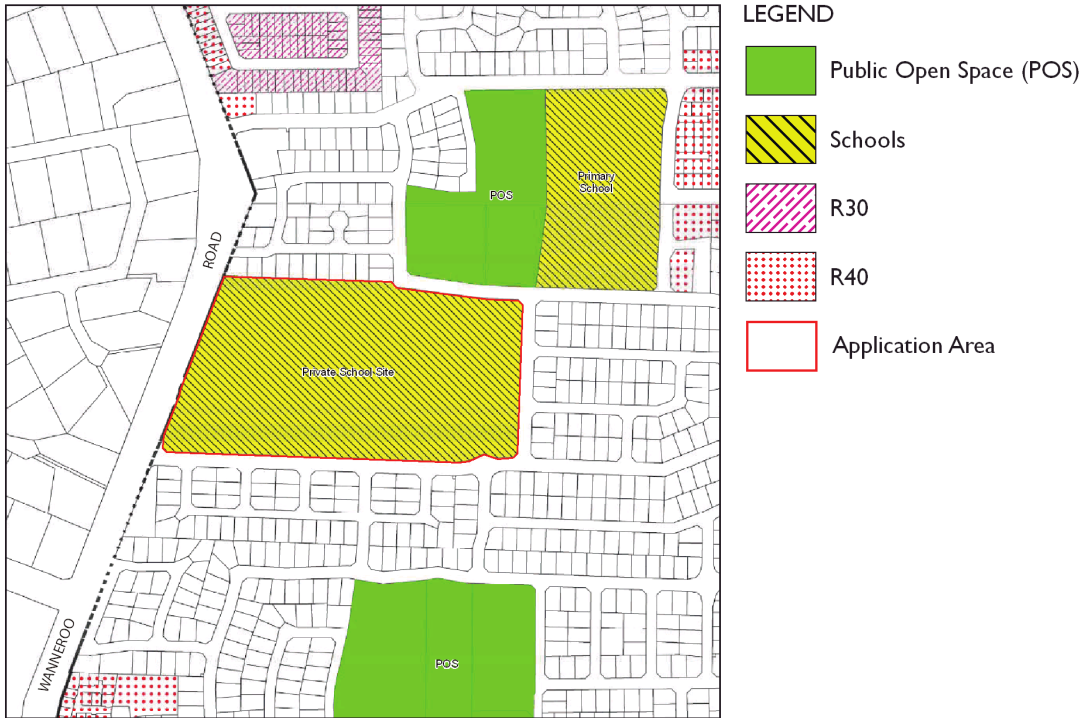 LEGEND
Public Open Space (POS)
Schools
R30
R40
Application Area
POS
Primary
School
ROAD
Private School Site
WANNEROO
POS